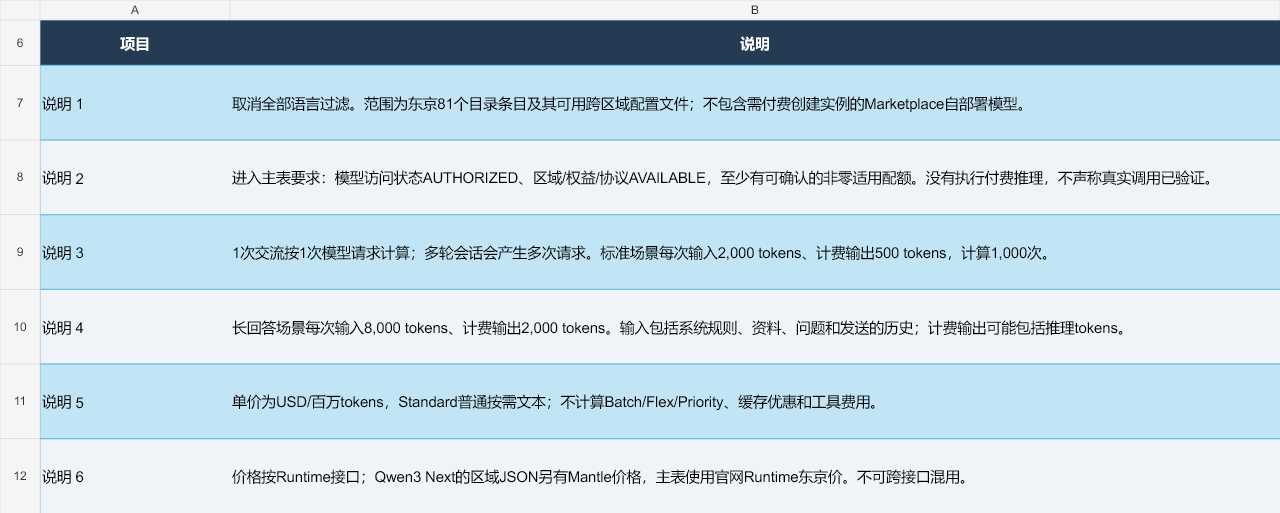 A B
6 项目 说明
7 说明 1 取消全部语言过滤。范围为东京81个目录条目及其可用跨区域配置文件；不包含需付费创建实例的Marketplace自部署模型。
8 说明 2 进入主表要求：模型访问状态AUTHORIZED、区域/权益/协议AVAILABLE，至少有可确认的非零适用配额。没有执行付费推理，不声称真实调用已验证。
9 说明 3 1次交流按1次模型请求计算；多轮会话会产生多次请求。标准场景每次输入2,000 tokens、计费输出500 tokens，计算1,000次。
10 说明 4 长回答场景每次输入8,000 tokens、计费输出2,000 tokens。输入包括系统规则、资料、问题和发送的历史；计费输出可能包括推理tokens。
11 说明 5 单价为USD/百万tokens，Standard普通按需文本；不计算Batch/Flex/Priority、缓存优惠和工具费用。
12 说明 6 价格按Runtime接口；Qwen3 Next的区域JSON另有Mantle价格，主表使用官网Runtime东京价。不可跨接口混用。